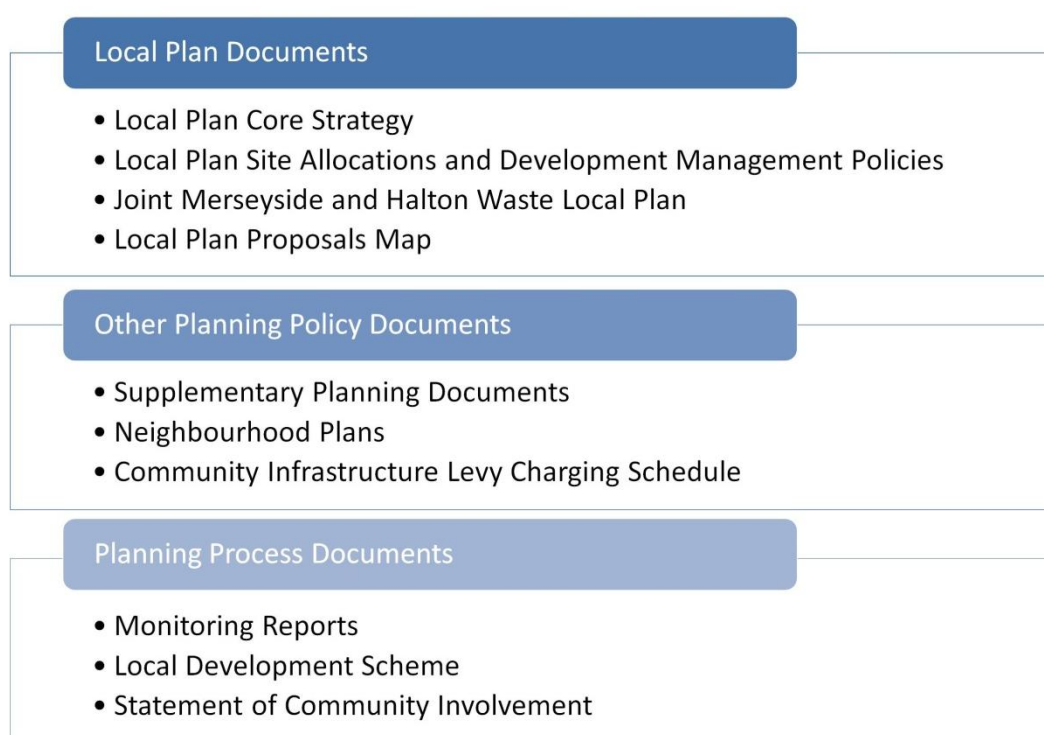 Local Plan Documents
• Local Plan Core Strategy
• Local Plan Site Allocations and Development Management Policies
• Joint Merseyside and Halton Waste Local Plan
• Local Plan Proposals Map
Other Planning Policy Documents
• Supplementary Planning Documents
• Neighbourhood Plans
• Community Infrastructure Levy Charging Schedule
Planning Process Documents
• Monitoring Reports
• Local Development Scheme
• Statement of Community Involvement